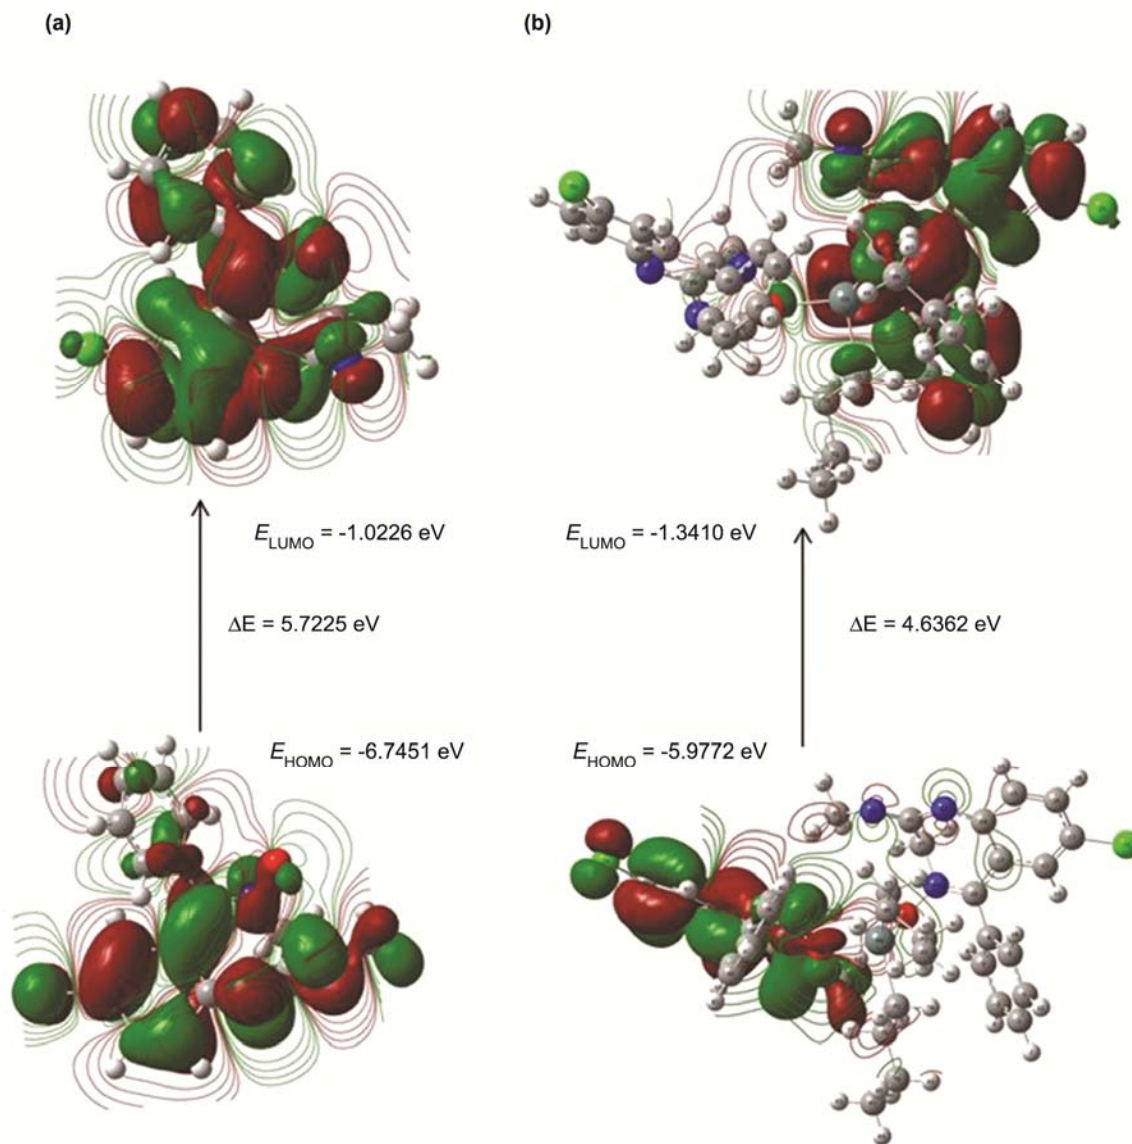 (a)
(b)
E_LUMO = -1.0226 eV
E_LUMO = -1.3410 eV
ΔE = 5.7225 eV
ΔE = 4.6362 eV
E_HOMO = -6.7451 eV
E_HOMO = -5.9772 eV